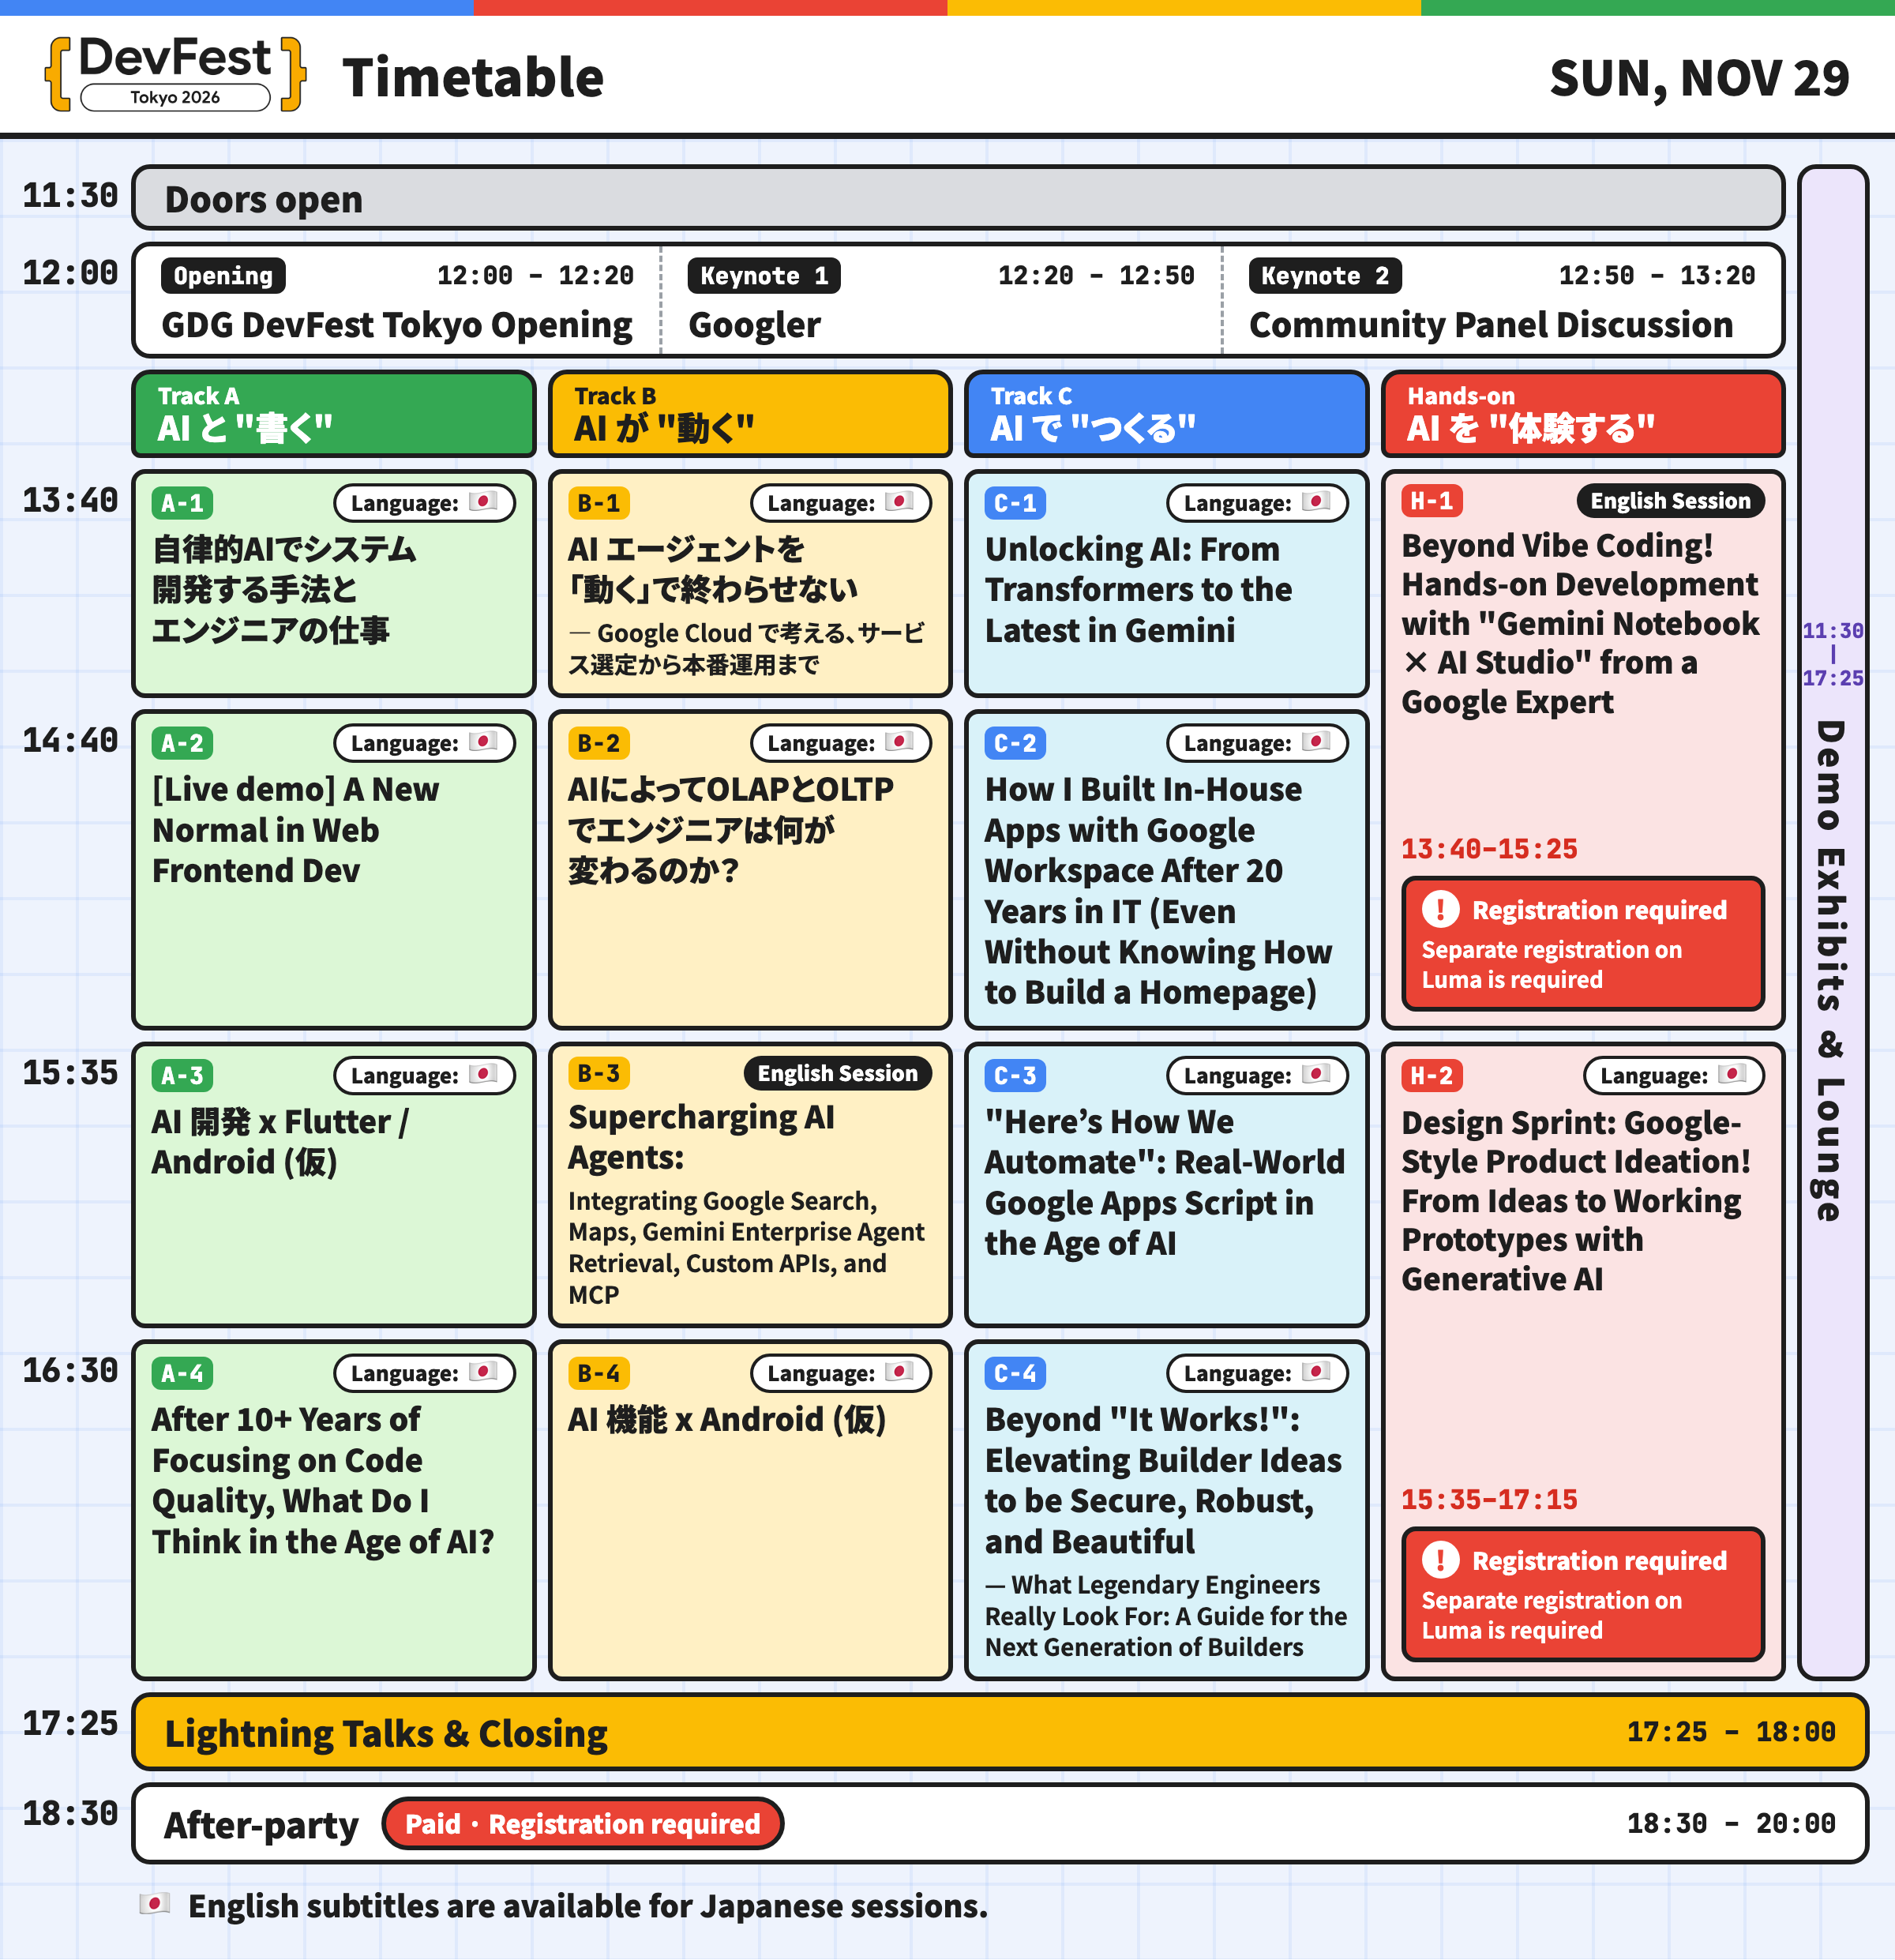 DevFest
Tokyo 2026
Timetable
SUN, NOV 29
11:30
Doors open
12:00
Opening
12:00 – 12:20
GDG DevFest Tokyo Opening
Keynote 1
12:20 – 12:50
Googler
Keynote 2
12:50 – 13:20
Community Panel Discussion
Track A
AI と "書く"
Track B
AI が "動く"
Track C
AI で "つくる"
Hands-on
AI を "体験する"
13:40
A-1
Language: 🇯🇵
自律的AIでシステム
開発する手法と
エンジニアの仕事
B-1
Language: 🇯🇵
AI エージェントを
「動く」で終わらせない
— Google Cloud で考える、サービ
ス選定から本番運用まで
C-1
Language: 🇯🇵
Unlocking AI: From
Transformers to the
Latest in Gemini
H-1
English Session
Beyond Vibe Coding!
Hands-on Development
with "Gemini Notebook
× AI Studio" from a
Google Expert
13:40–15:25
! Registration required
Separate registration on
Luma is required
14:40
A-2
Language: 🇯🇵
[Live demo] A New
Normal in Web
Frontend Dev
B-2
Language: 🇯🇵
AIによってOLAPとOLTP
でエンジニアは何が
変わるのか？
C-2
Language: 🇯🇵
How I Built In-House
Apps with Google
Workspace After 20
Years in IT (Even
Without Knowing How
to Build a Homepage)
15:35
A-3
Language: 🇯🇵
AI 開発 x Flutter /
Android (仮)
B-3
English Session
Supercharging AI
Agents:
Integrating Google Search,
Maps, Gemini Enterprise Agent
Retrieval, Custom APIs, and
MCP
C-3
Language: 🇯🇵
"Here’s How We
Automate": Real-World
Google Apps Script in
the Age of AI
H-2
Language: 🇯🇵
Design Sprint: Google-
Style Product Ideation!
From Ideas to Working
Prototypes with
Generative AI
15:35–17:15
! Registration required
Separate registration on
Luma is required
16:30
A-4
Language: 🇯🇵
After 10+ Years of
Focusing on Code
Quality, What Do I
Think in the Age of AI?
B-4
Language: 🇯🇵
AI 機能 x Android (仮)
C-4
Language: 🇯🇵
Beyond "It Works!":
Elevating Builder Ideas
to be Secure, Robust,
and Beautiful
— What Legendary Engineers
Really Look For: A Guide for the
Next Generation of Builders
11:30
|
17:25
Demo Exhibits & Lounge
17:25
Lightning Talks & Closing
17:25 – 18:00
18:30
After-party
Paid · Registration required
18:30 – 20:00
🇯🇵 English subtitles are available for Japanese sessions.